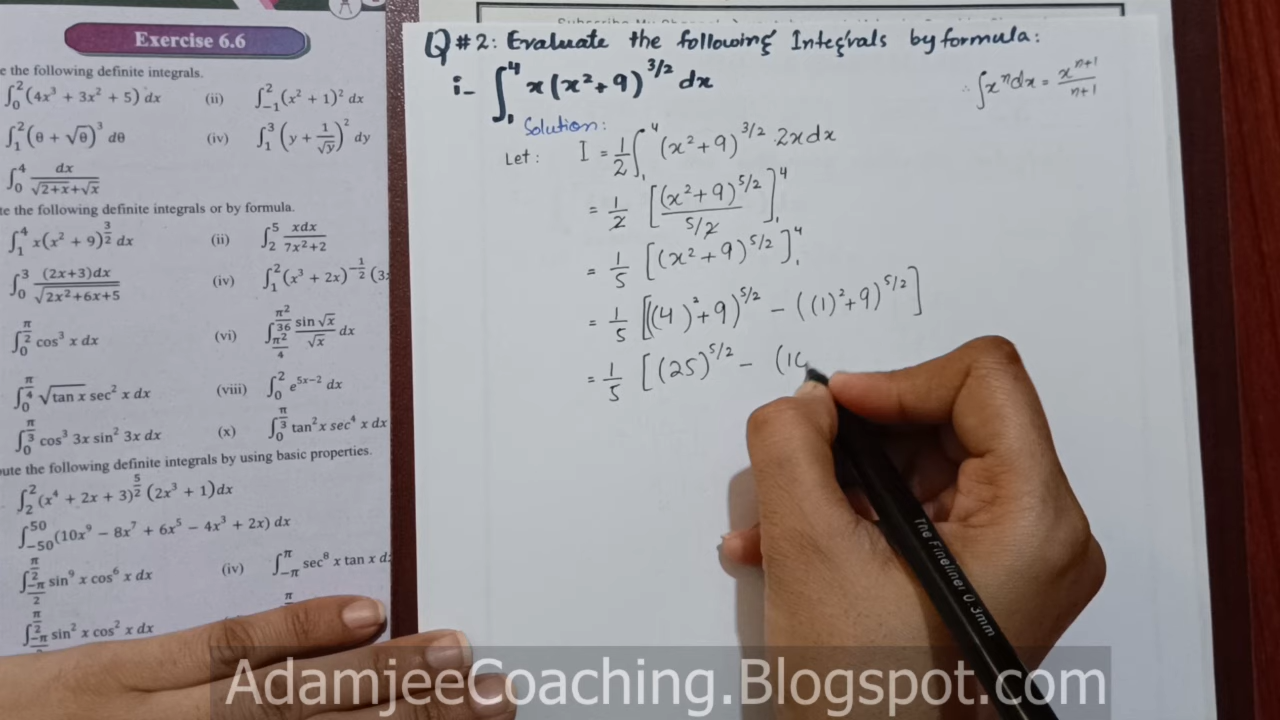 Exercise 6.6
e the following definite integrals.
∫₀² (4x³ + 3x² + 5) dx (ii) ∫₋₁² (x² + 1)² dx
∫₁² (θ + √θ)³ dθ (iv) ∫₁³ (y + 1/√y)² dy
∫₀⁴ dx/(√2+x + √x)
te the following definite integrals or by formula.
∫₁⁴ x(x² + 9)^(3/2) dx (ii) ∫₂⁵ xdx/(7x²+2)
∫₀³ (2x+3)dx/√(2x²+6x+5) (iv) ∫₁² (x³ + 2x)^(-1/2) (3
∫₀^(π/2) cos³ x dx (vi) ∫_(π²/4)^(π²/36) sin √x/√x dx
∫₀^(π/4) √tan x sec² x dx (viii) ∫₀² e^(5x−2) dx
∫₀^(π/3) cos³ 3x sin² 3x dx (x) ∫₀^(π/3) tan² x sec⁴ x dx
ute the following definite integrals by using basic properties.
∫₂² (x⁴ + 2x + 3)^(5/2) (2x³ + 1)dx
∫₋₅₀⁵⁰ (10x⁹ − 8x⁷ + 6x⁵ − 4x³ + 2x) dx
∫_(−π/2)^(π/2) sin⁹ x cos⁶ x dx (iv) ∫_(−π)^π sec⁸ x tan x d
sin² x cos² x dx
Q #2: Evaluate the following Integrals by formula:
i- ∫₁⁴ x(x²+9)^(3/2) dx ∴ ∫xⁿdx = x^(n+1)/(n+1)
Solution:
Let: I = 1/2 ∫₁⁴ (x²+9)^(3/2) · 2x dx
= 1/2 [(x²+9)^(5/2)/(5/2)]₁⁴
= 1/5 [(x²+9)^(5/2)]₁⁴
= 1/5 [((4)²+9)^(5/2) − ((1)²+9)^(5/2)]
= 1/5 [(25)^(5/2) − (10
The Fineliner 0.3mm
AdamjeeCoaching.Blogspot.com